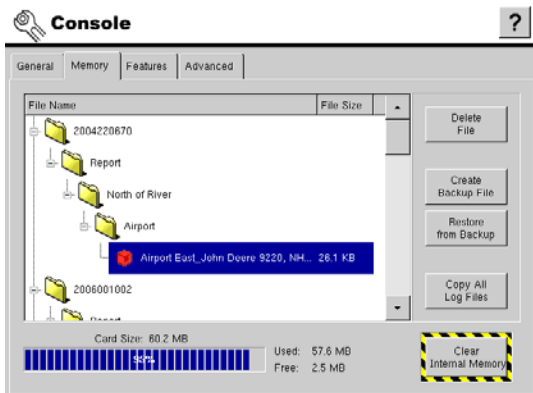 Console
?
General Memory Features Advanced
File Name File Size
2004220670
Report
North of River
Airport
Airport East_John Deere 9220, NH... 26.1 KB
2006001002
Report
Delete
File
Create
Backup File
Restore
from Backup
Copy All
Log Files
Card Size: 60.2 MB
Used: 57.6 MB
Free: 2.5 MB
Clear
Internal Memory